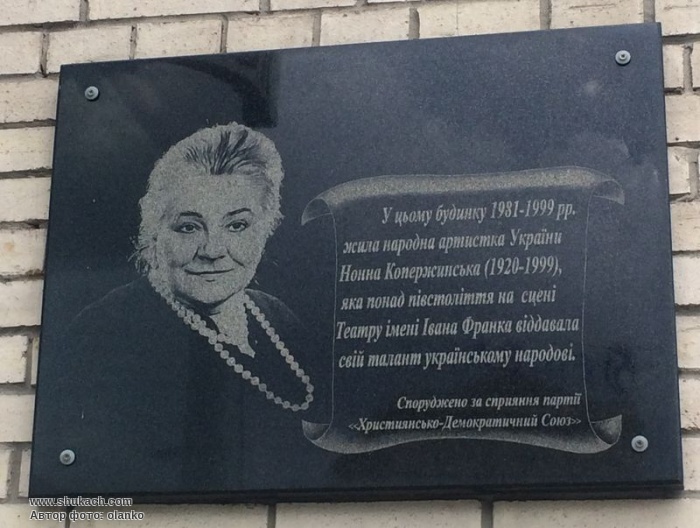 У цьому будинку 1981-1999 рр.
жила народна артистка України
Нонна Копержинська (1920-1999),
яка понад півстоліття на сцені
Театру імені Івана Франка віддавала
свій талант українському народові.
Споруджено за сприяння партії
«Християнсько-Демократичний Союз»
www.shukach.com
Автор фото: olanko